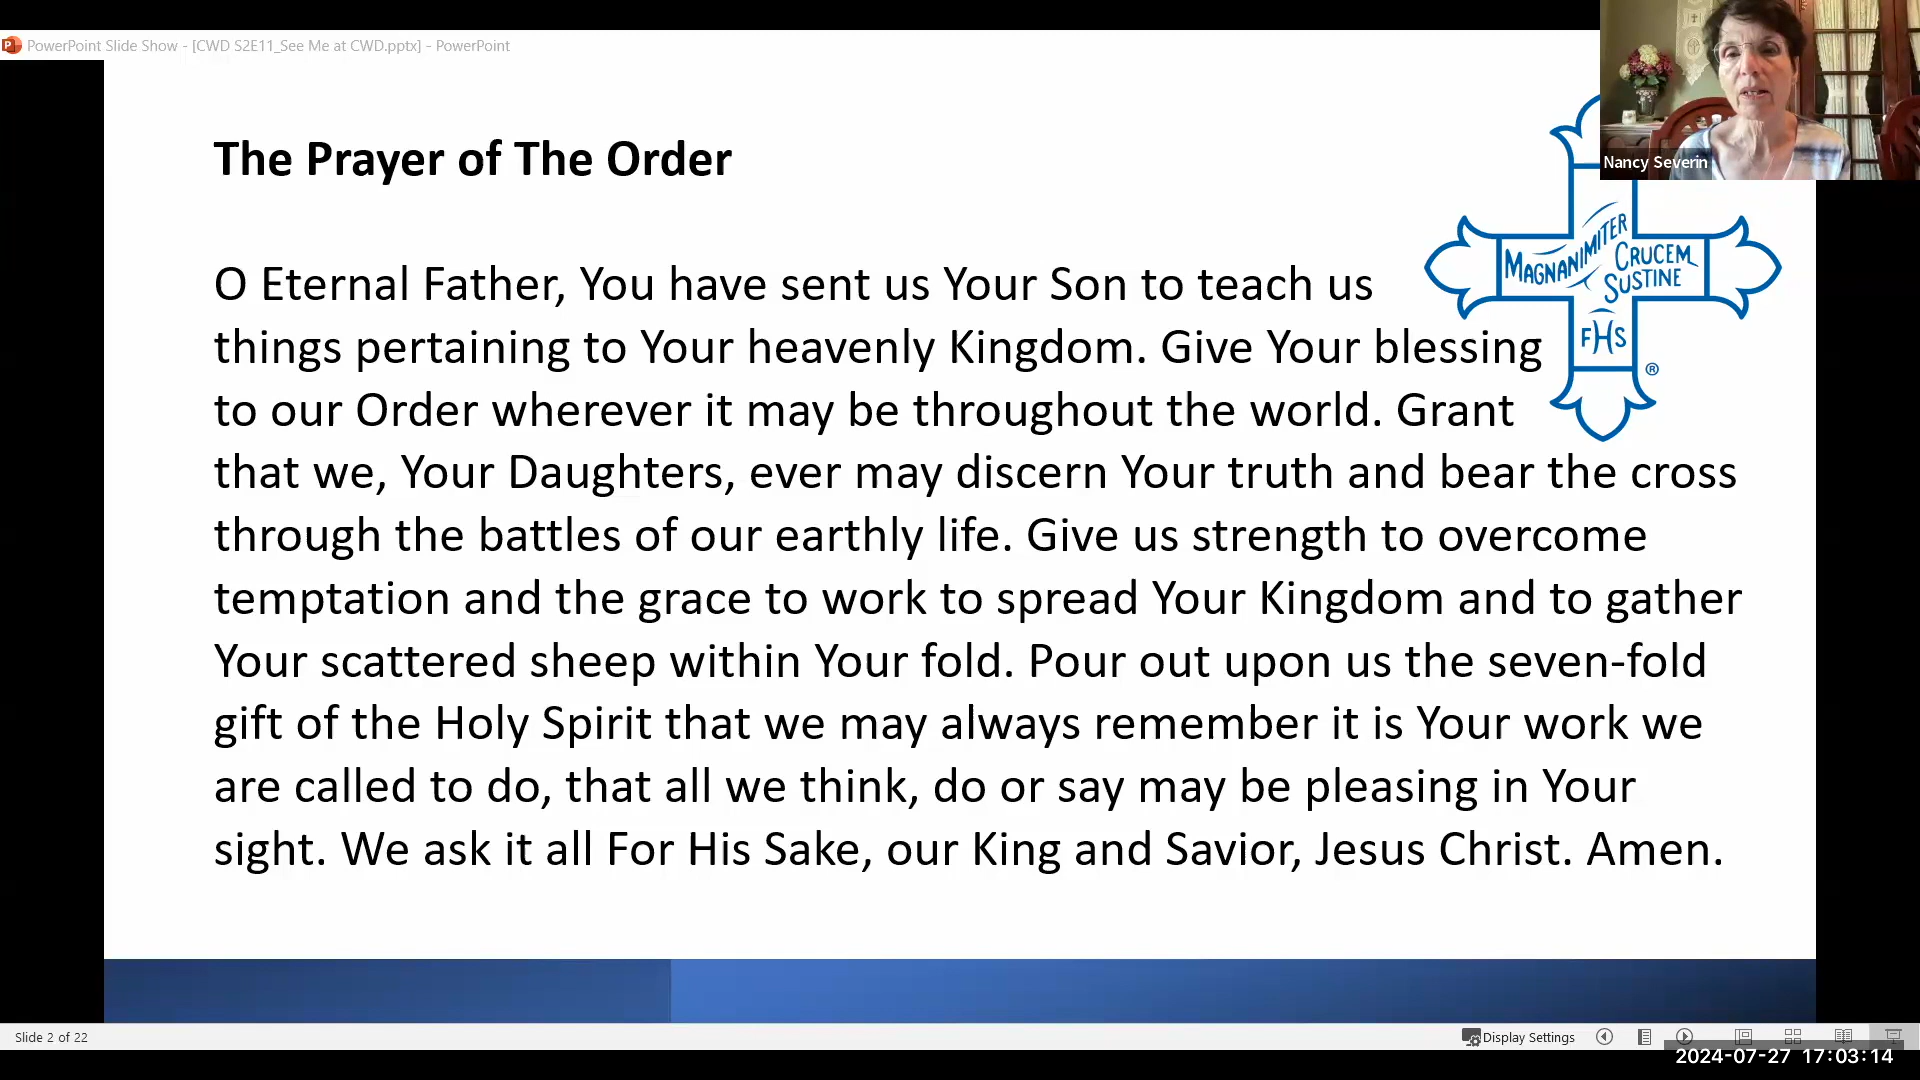 PowerPoint Slide Show - [CWD S2E11_See Me at CWD.pptx] - PowerPoint
Nancy Severin
The Prayer of The Order
MAGNANIMITER CRUCEM
SUSTINE
FHS
®
O Eternal Father, You have sent us Your Son to teach us
things pertaining to Your heavenly Kingdom. Give Your blessing
to our Order wherever it may be throughout the world. Grant
that we, Your Daughters, ever may discern Your truth and bear the cross
through the battles of our earthly life. Give us strength to overcome
temptation and the grace to work to spread Your Kingdom and to gather
Your scattered sheep within Your fold. Pour out upon us the seven-fold
gift of the Holy Spirit that we may always remember it is Your work we
are called to do, that all we think, do or say may be pleasing in Your
sight. We ask it all For His Sake, our King and Savior, Jesus Christ. Amen.
Slide 2 of 22
Display Settings
2024-07-27 17:03:14